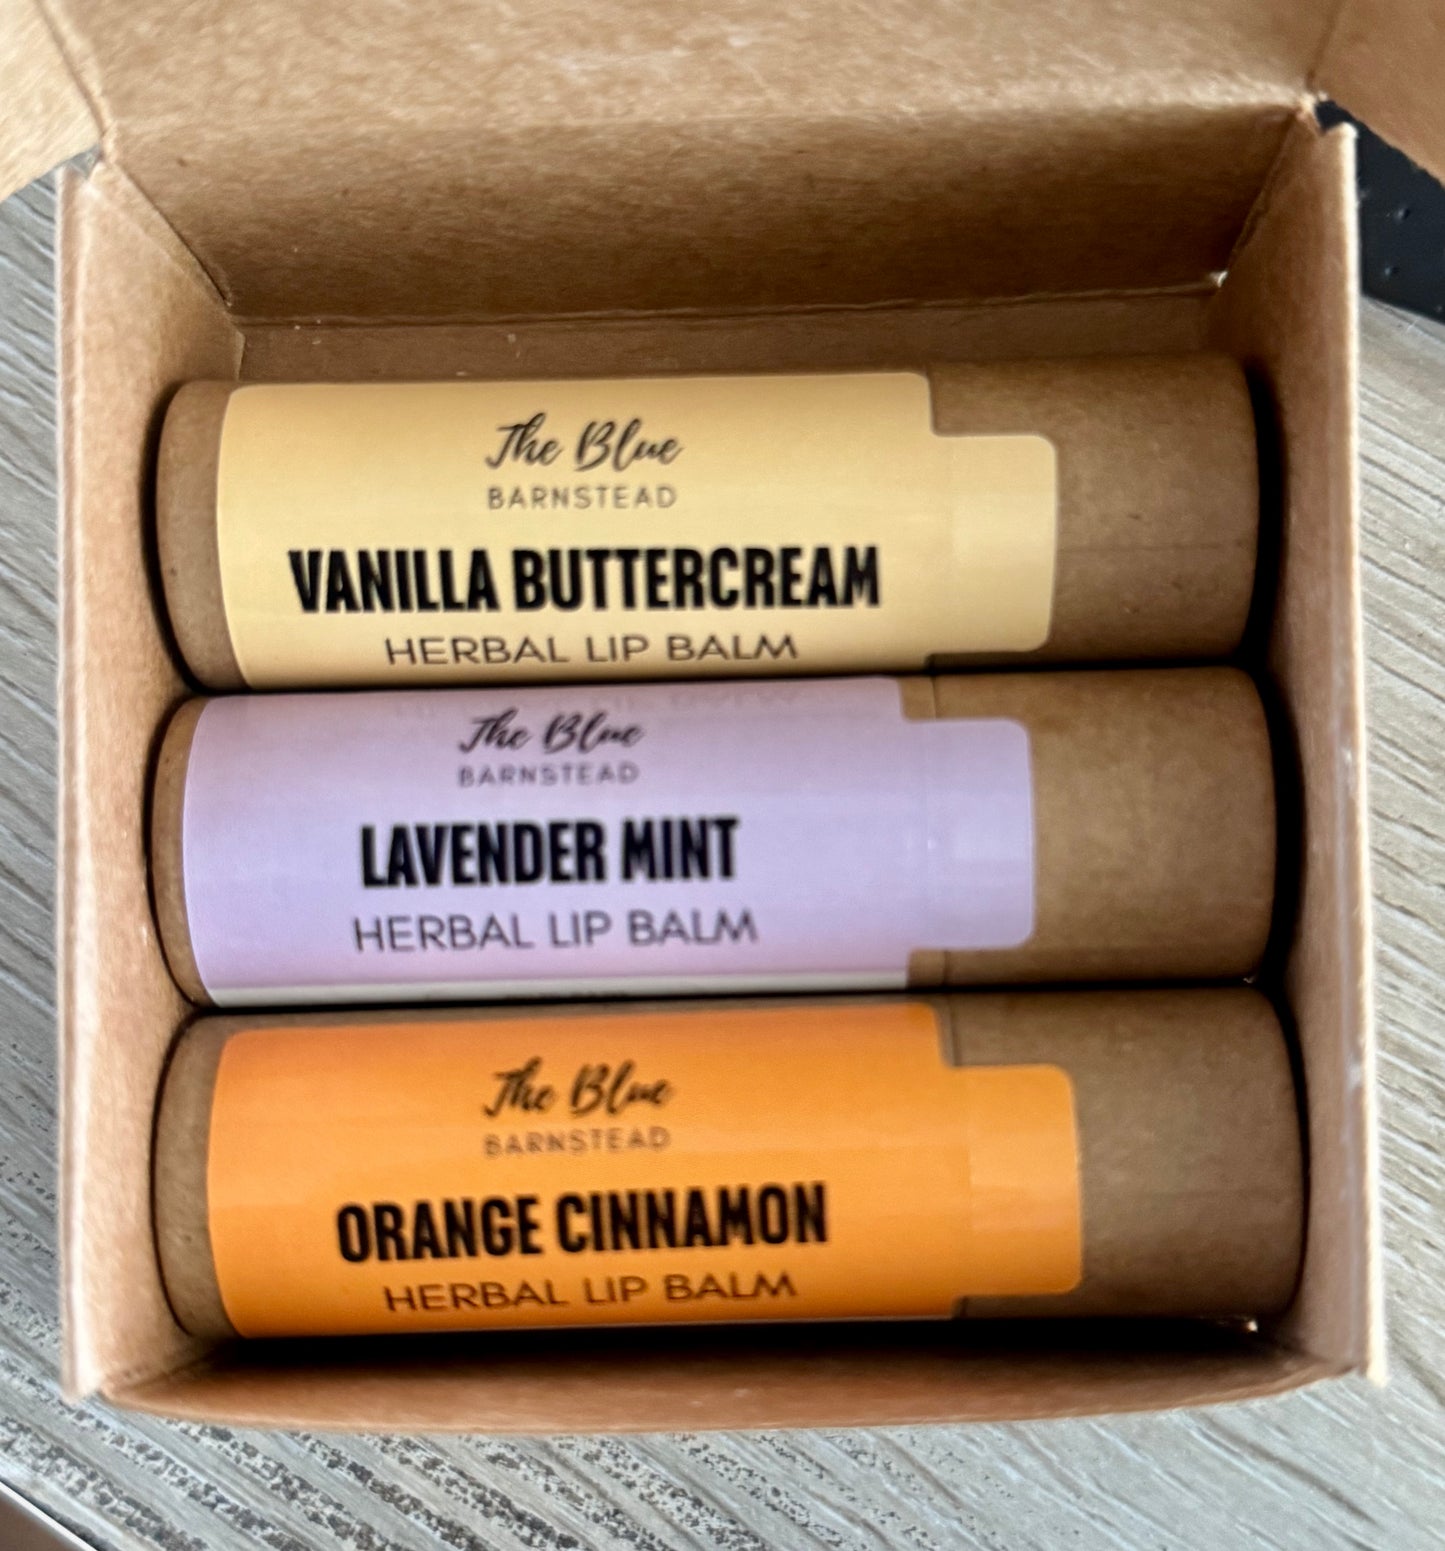 The Blue
BARNSTEAD
VANILLA BUTTERCREAM
HERBAL LIP BALM
The Blue
BARNSTEAD
LAVENDER MINT
HERBAL LIP BALM
The Blue
BARNSTEAD
ORANGE CINNAMON
HERBAL LIP BALM